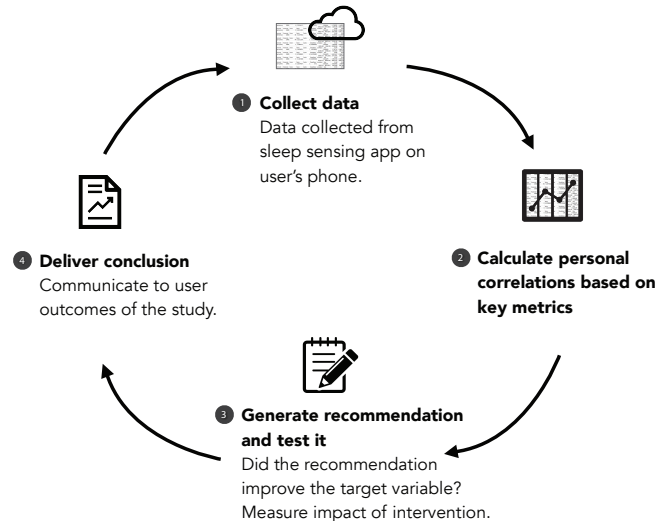 1 Collect data
Data collected from
sleep sensing app on
user's phone.
2 Calculate personal
correlations based on
key metrics
3 Generate recommendation
and test it
Did the recommendation
improve the target variable?
Measure impact of intervention.
4 Deliver conclusion
Communicate to user
outcomes of the study.